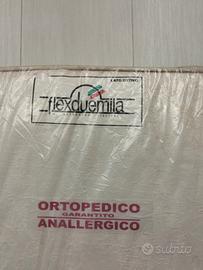 flexduemila
ORTOPEDICO
GARANTITO
ANALLERGICO
subito